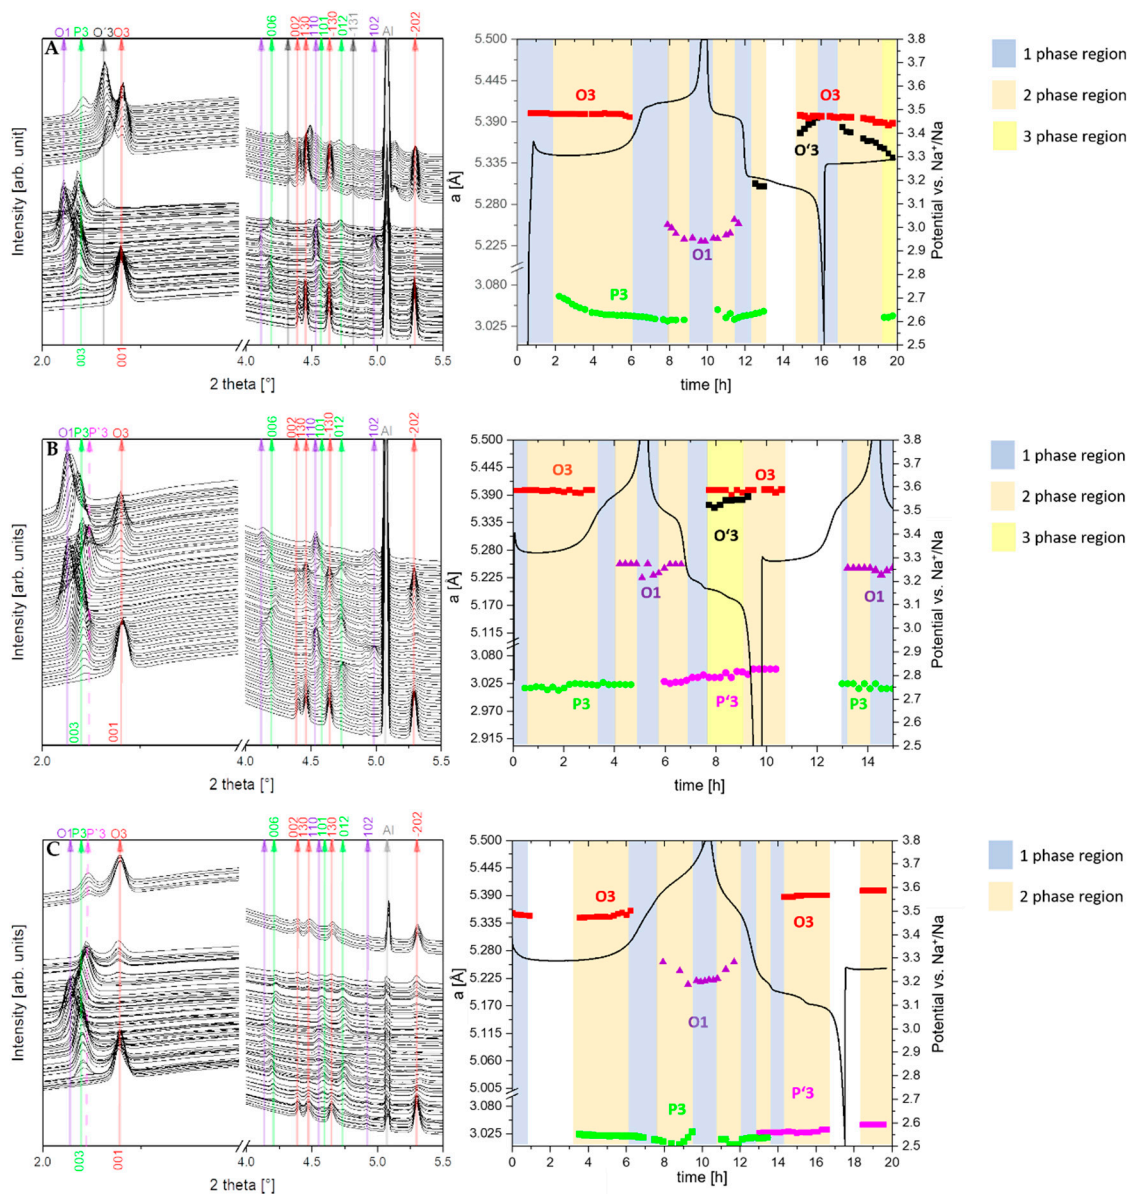 O1 P3 O´3 O3
006
002
-130
110
101
-130
012
-131
102
Al
-202
A
Intensity [arb. unit]
2.0
003
001
4.0 4.5 5.0 5.5
2 theta [°]
5.500
5.445
5.390
5.335
5.280
5.225
3.080
3.025
a [Å]
O3
O3
O‘3
O1
P3
3.8
3.7
3.6
3.5
3.4
3.3
3.2
3.1
3.0
2.9
2.8
2.7
2.6
2.5
Potential vs. Na⁺/Na
0 2 4 6 8 10 12 14 16 18 20
time [h]
1 phase region
2 phase region
3 phase region
O1 P3 P`3 O3
006
002
-130
110
101
-130
012
102
Al
-202
B
Intensity [arb. units]
2.0
003
001
4.0 4.5 5.0 5.5
2 theta [°]
5.500
5.445
5.390
5.335
5.280
5.225
5.170
5.115
3.080
3.025
2.970
2.915
a [Å]
O3
O3
O‘3
O1
O1
P3
P‘3
P3
3.8
3.7
3.6
3.5
3.4
3.3
3.2
3.1
3.0
2.9
2.8
2.7
2.6
2.5
Potential vs. Na⁺/Na
0 2 4 6 8 10 12 14
time [h]
1 phase region
2 phase region
3 phase region
O1 P3 P`3 O3
006
002
-130
110
101
-130
012
102
Al
-202
C
Intensity [arb. units]
2.0
003
001
4.0 4.5 5.0 5.5
2 theta [°]
5.500
5.445
5.390
5.335
5.280
5.225
5.170
5.115
5.060
5.005
3.080
3.025
a [Å]
O3
O3
O1
P3
P‘3
3.8
3.7
3.6
3.5
3.4
3.3
3.2
3.1
3.0
2.9
2.8
2.7
2.6
2.5
Potential vs. Na⁺/Na
0 2 4 6 8 10 12 14 16 18 20
time [h]
1 phase region
2 phase region